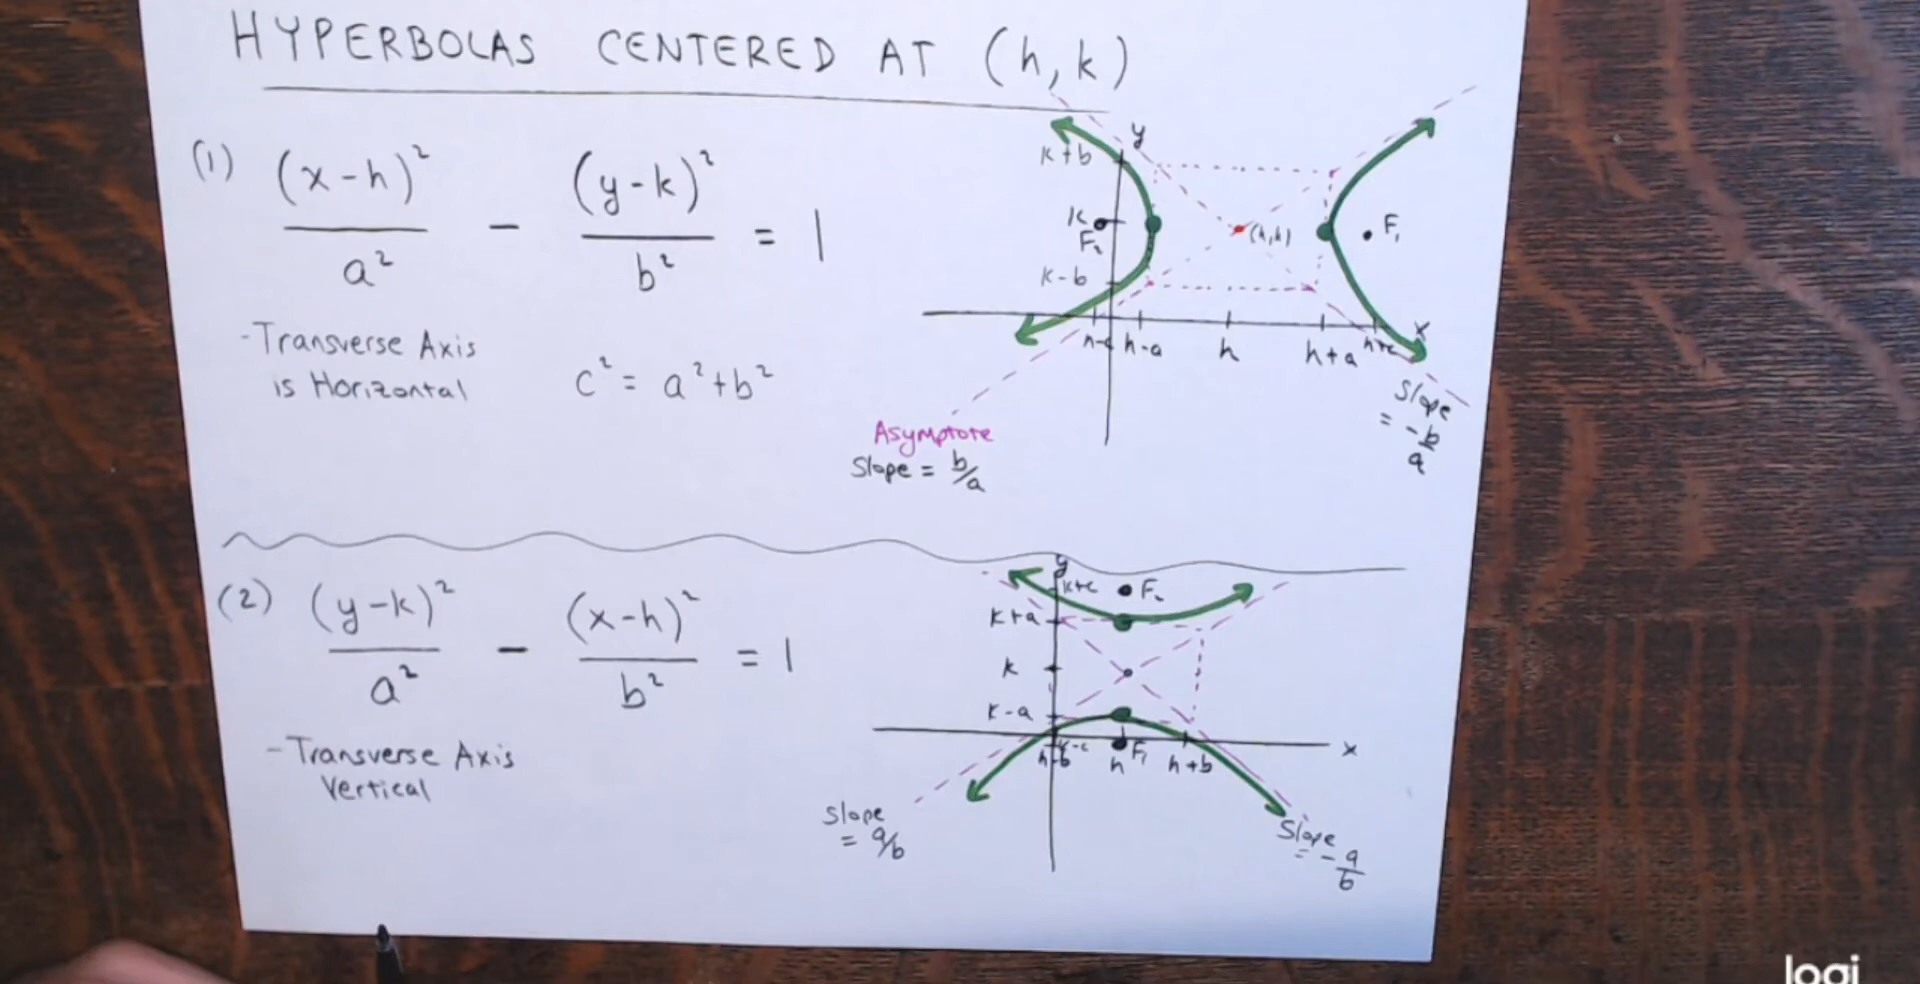 HYPERBOLAS CENTERED AT (h,k)
(1) (x-h)²/a² - (y-k)²/b² = 1
-Transverse Axis
is Horizontal
c² = a²+b²
y
k+b
k
F₂
k-b
(h,k)
F₁
x
h-c h-a h h+a h+c
Asymptote
Slope = b/a
Slope
= -b/a
(2) (y-k)²/a² - (x-h)²/b² = 1
-Transverse Axis
Vertical
y
k+c
F₂
k+a
k
k-a
k-c
h-b h F₁ h+b
x
Slope
= a/b
Slope
= -a/b
logi